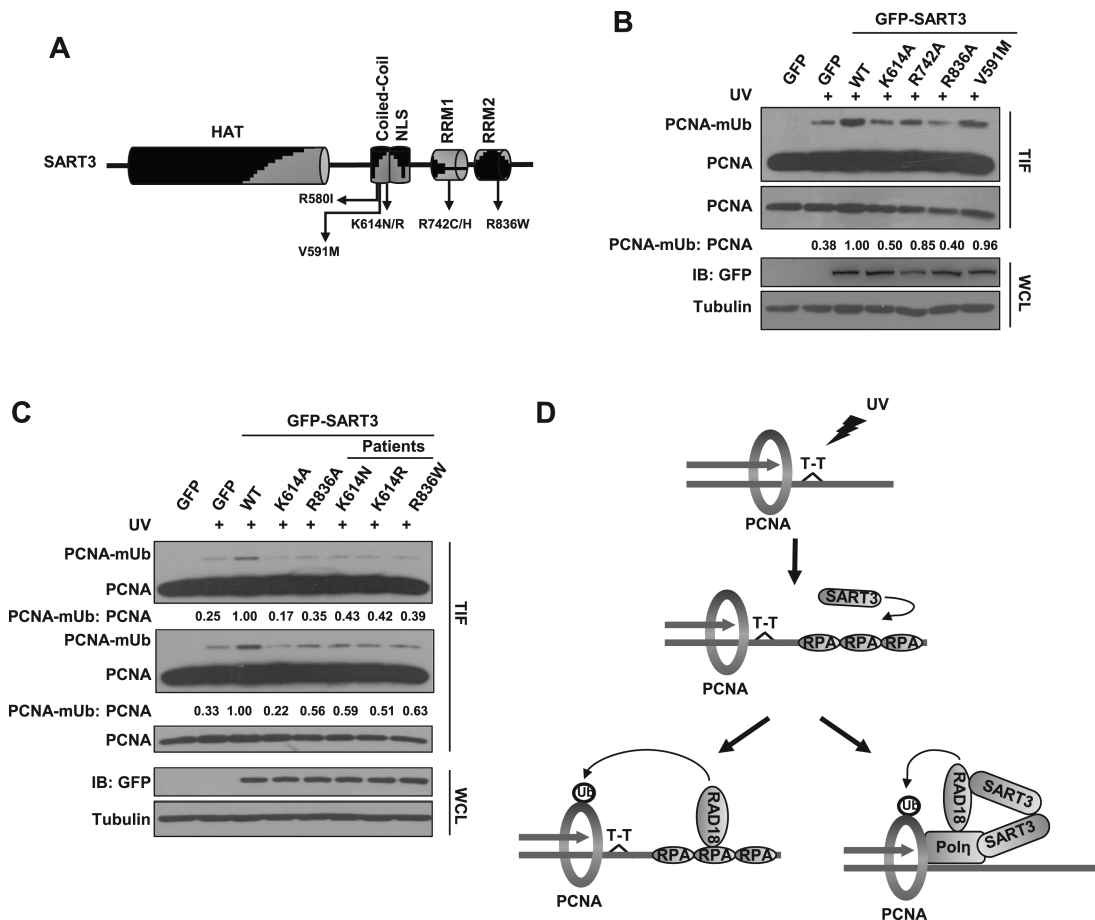 A
HAT
Coiled-Coil
NLS
RRM1
RRM2
SART3
R580I
K614N/R
R742C/H
R836W
V591M
B
GFP-SART3
GFP
GFP
WT
K614A
R742A
R836A
V591M
UV + + + + + +
PCNA-mUb
PCNA
PCNA
TIF
PCNA-mUb: PCNA 0.38 1.00 0.50 0.85 0.40 0.96
IB: GFP
Tubulin
WCL
C
GFP-SART3
Patients
GFP
GFP
WT
K614A
R836A
K614N
K614R
R836W
UV + + + + + + +
PCNA-mUb
PCNA
PCNA-mUb: PCNA 0.25 1.00 0.17 0.35 0.43 0.42 0.39
PCNA-mUb
PCNA
PCNA-mUb: PCNA 0.33 1.00 0.22 0.56 0.59 0.51 0.63
PCNA
TIF
IB: GFP
Tubulin
WCL
D
UV
T-T
PCNA
SART3
T-T
RPA RPA RPA
PCNA
Ub
RAD18
T-T
RPA RPA RPA
PCNA
Ub
RAD18
SART3
SART3
Polη
PCNA